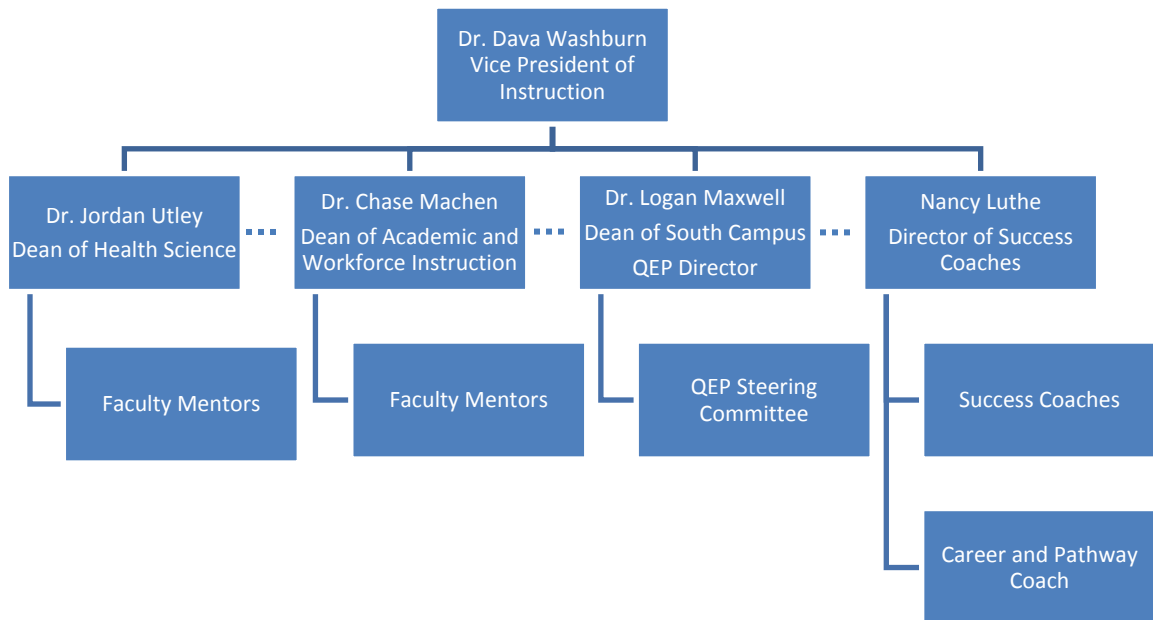 Dr. Dava Washburn
Vice President of
Instruction
Dr. Jordan Utley
Dean of Health Science
Dr. Chase Machen
Dean of Academic and
Workforce Instruction
Dr. Logan Maxwell
Dean of South Campus
QEP Director
Nancy Luthe
Director of Success
Coaches
Faculty Mentors
Faculty Mentors
QEP Steering
Committee
Success Coaches
Career and Pathway
Coach